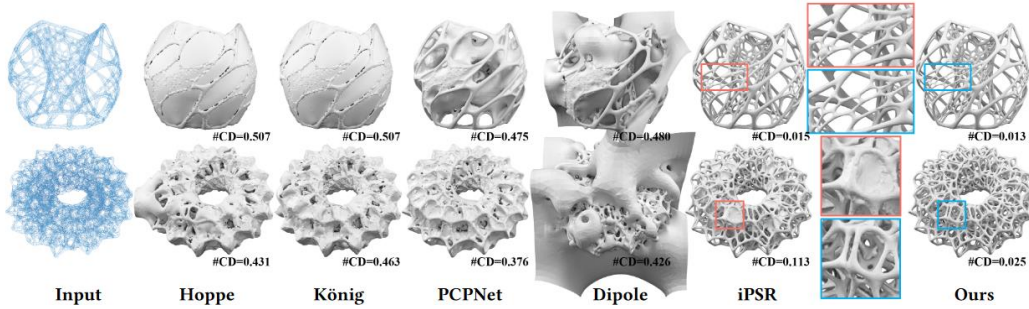 #CD=0.507 #CD=0.507 #CD=0.475 #CD=0.480 #CD=0.015 #CD=0.013
#CD=0.431 #CD=0.463 #CD=0.376 #CD=0.426 #CD=0.113 #CD=0.025
Input Hoppe König PCPNet Dipole iPSR Ours